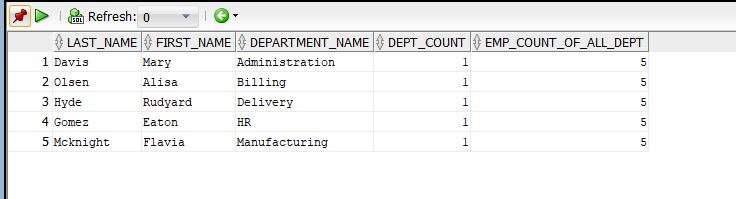 SQL Refresh: 0
LAST_NAME FIRST_NAME DEPARTMENT_NAME DEPT_COUNT EMP_COUNT_OF_ALL_DEPT
1 Davis Mary Administration 1 5
2 Olsen Alisa Billing 1 5
3 Hyde Rudyard Delivery 1 5
4 Gomez Eaton HR 1 5
5 Mcknight Flavia Manufacturing 1 5